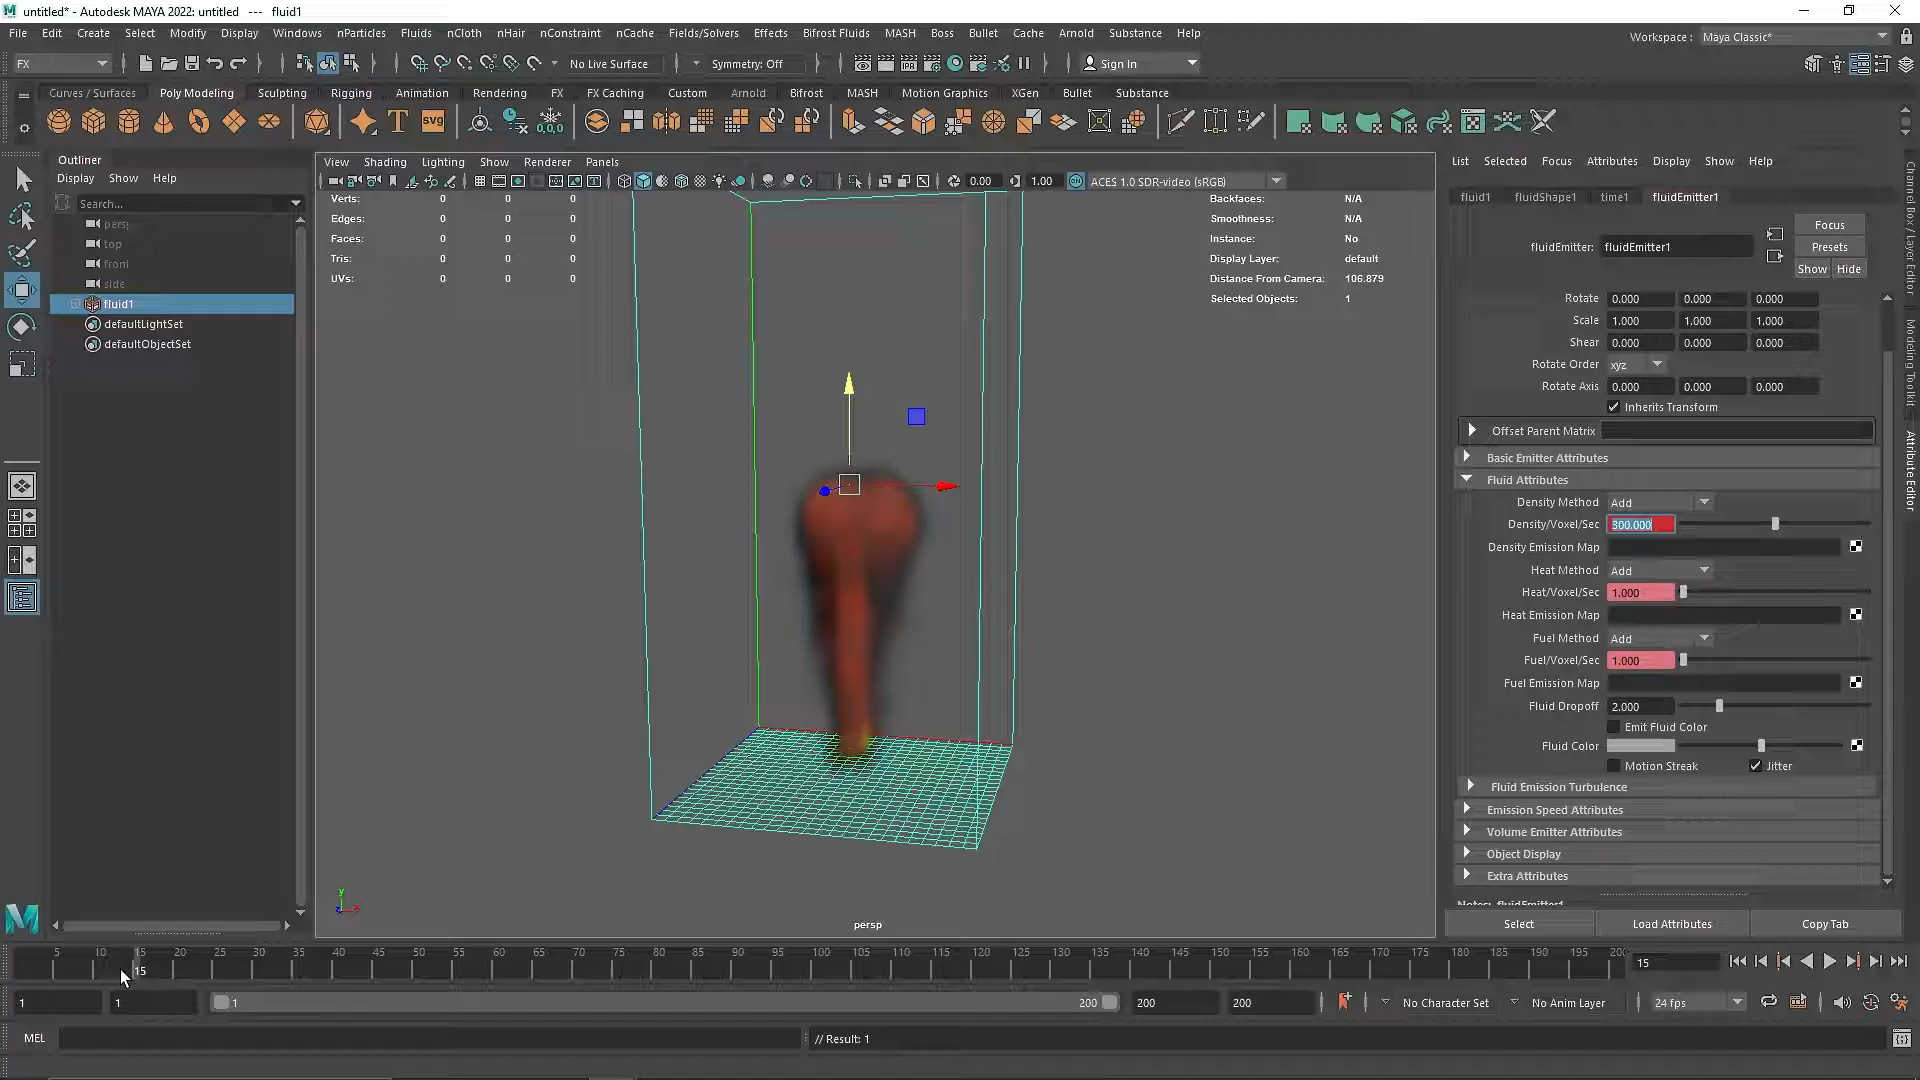 untitled* - Autodesk MAYA 2022: untitled --- fluid1
File Edit Create Select Modify Display Windows nParticles Fluids nCloth nHair nConstraint nCache Fields/Solvers Effects Bifrost Fluids MASH Boss Bullet Cache Arnold Substance Help
Workspace : Maya Classic*
FX No Live Surface Symmetry: Off IPR Sign In
Curves / Surfaces Poly Modeling Sculpting Rigging Animation Rendering FX FX Caching Custom Arnold Bifrost MASH Motion Graphics XGen Bullet Substance
T svg 0,0,0
Outliner
Display Show Help
Search...
persp
top
front
side
fluid1
defaultLightSet
defaultObjectSet
View Shading Lighting Show Renderer Panels
0.00 1.00 ACES 1.0 SDR-video (sRGB)
Verts: 0 0 0
Edges: 0 0 0
Faces: 0 0 0
Tris: 0 0 0
UVs: 0 0 0
Backfaces: N/A
Smoothness: N/A
Instance: No
Display Layer: default
Distance From Camera: 106.879
Selected Objects: 1
y
z x
persp
List Selected Focus Attributes Display Show Help
fluid1 fluidShape1 time1 fluidEmitter1
fluidEmitter: fluidEmitter1
Focus
Presets
Show Hide
Rotate 0.000 0.000 0.000
Scale 1.000 1.000 1.000
Shear 0.000 0.000 0.000
Rotate Order xyz
Rotate Axis 0.000 0.000 0.000
Inherits Transform
Offset Parent Matrix
Basic Emitter Attributes
Fluid Attributes
Density Method Add
Density/Voxel/Sec 300.000
Density Emission Map
Heat Method Add
Heat/Voxel/Sec 1.000
Heat Emission Map
Fuel Method Add
Fuel/Voxel/Sec 1.000
Fuel Emission Map
Fluid Dropoff 2.000
Emit Fluid Color
Fluid Color
Motion Streak Jitter
Fluid Emission Turbulence
Emission Speed Attributes
Volume Emitter Attributes
Object Display
Extra Attributes
Notes: fluidEmitter1
Select Load Attributes Copy Tab
Channel Box / Layer Editor
Modeling Toolkit
Attribute Editor
5 10 15 20 25 30 35 40 45 50 55 60 65 70 75 80 85 90 95 100 105 110 115 120 125 130 135 140 145 150 155 160 165 170 175 180 185 190 195 200
15
15
1 1 1 200 200 200 No Character Set No Anim Layer 24 fps
MEL // Result: 1